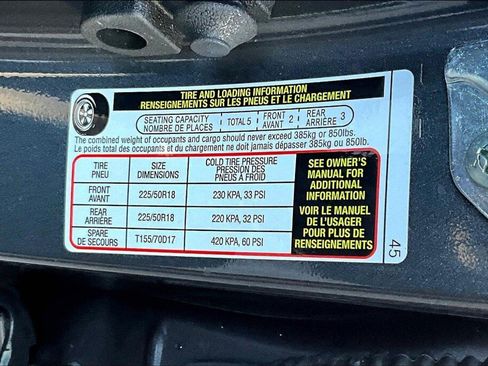 TIRE AND LOADING INFORMATION
RENSEIGNEMENTS SUR LES PNEUS ET LE CHARGEMENT
SEATING CAPACITY
NOMBRE DE PLACES
TOTAL 5
FRONT
AVANT 2
REAR
ARRIÈRE 3
The combined weight of occupants and cargo should never exceed 385kg or 850lbs.
Le poids total des occupants et du chargement ne doit jamais dépasser 385kg ou 850lb.
TIRE
PNEU
SIZE
DIMENSIONS
COLD TIRE PRESSURE
PRESSION DES
PNEUS A FROID
FRONT
AVANT
225/50R18
230 KPA, 33 PSI
REAR
ARRIÈRE
225/50R18
220 KPA, 32 PSI
SPARE
DE SECOURS
T155/70D17
420 KPA, 60 PSI
SEE OWNER'S
MANUAL FOR
ADDITIONAL
INFORMATION
VOIR LE MANUEL
DE L'USAGER
POUR PLUS DE
RENSEIGNEMENTS
45